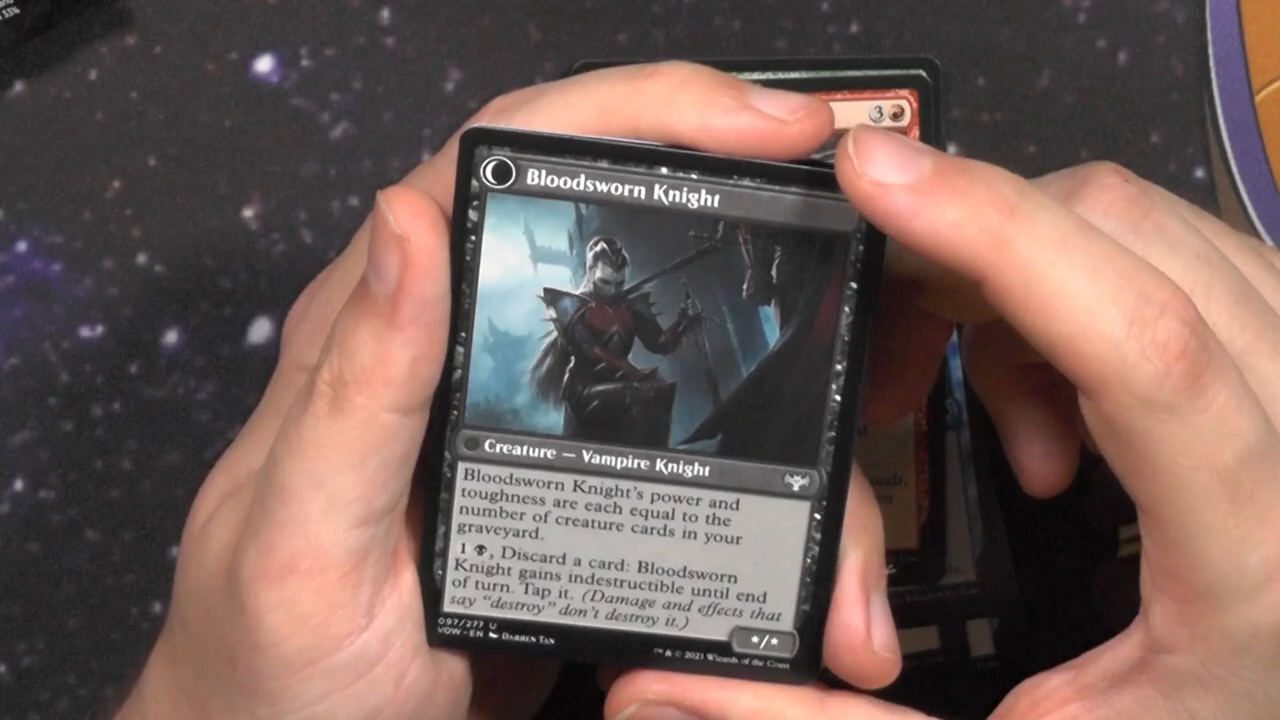 3
Bloodsworn Knight
Creature — Vampire Knight
Bloodsworn Knight's power and
toughness are each equal to the
number of creature cards in your
graveyard.
1 , Discard a card: Bloodsworn
Knight gains indestructible until end
of turn. Tap it. (Damage and effects that
say "destroy" don't destroy it.)
*/*
097/277 U
VOW • EN DARREN TAN
™ & © 2021 Wizards of the Coast